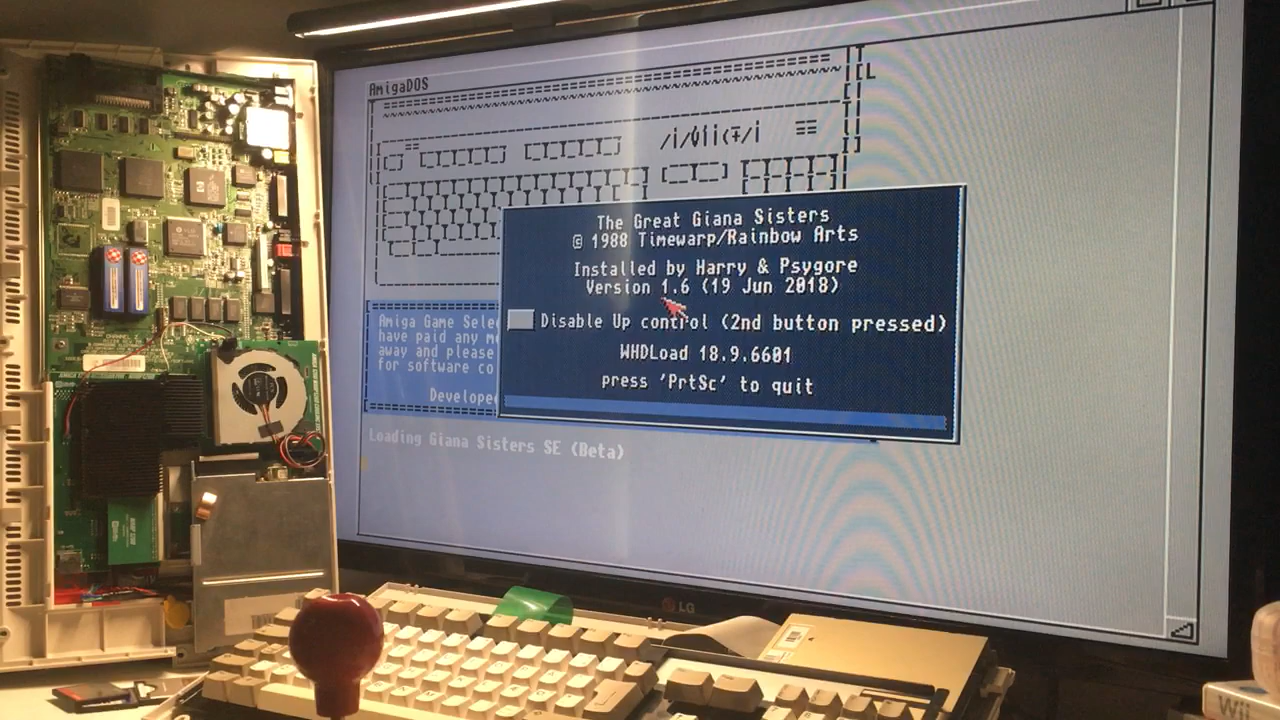 AmigaDOS
The Great Giana Sisters
© 1988 Timewarp/Rainbow Arts
Installed by Harry & Psygore
Version 1.6 (19 Jun 2018)
Disable Up control (2nd button pressed)
WHDLoad 18.9.6601
press 'PrtSc' to quit
Amiga Game Selec
have paid any m
away and please
for software co
Develope
Loading Giana Sisters SE (Beta)
LG
Wii